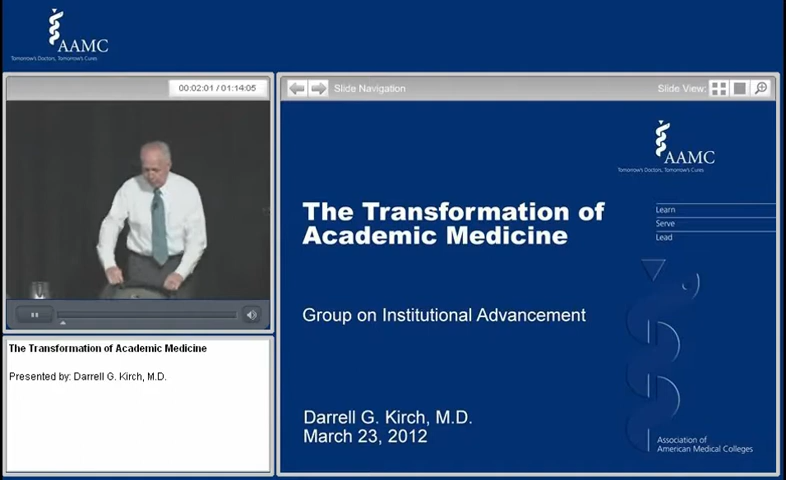 AAMC
Tomorrow's Doctors, Tomorrow's Cures
00:02:01 / 01:14:05
The Transformation of Academic Medicine
Presented by: Darrell G. Kirch, M.D.
Slide Navigation
Slide View:
AAMC
Tomorrow's Doctors, Tomorrow's Cures
The Transformation of
Academic Medicine
Learn
Serve
Lead
Group on Institutional Advancement
Darrell G. Kirch, M.D.
March 23, 2012
Association of
American Medical Colleges